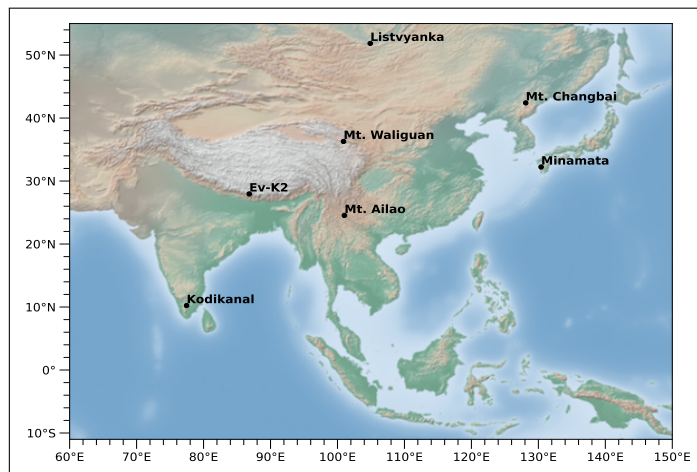 Listvyanka
50°N
Mt. Changbai
40°N
Mt. Waliguan
Minamata
30°N
Ev-K2
Mt. Ailao
20°N
Kodikanal
10°N
0°
10°S
60°E 70°E 80°E 90°E 100°E 110°E 120°E 130°E 140°E 150°E